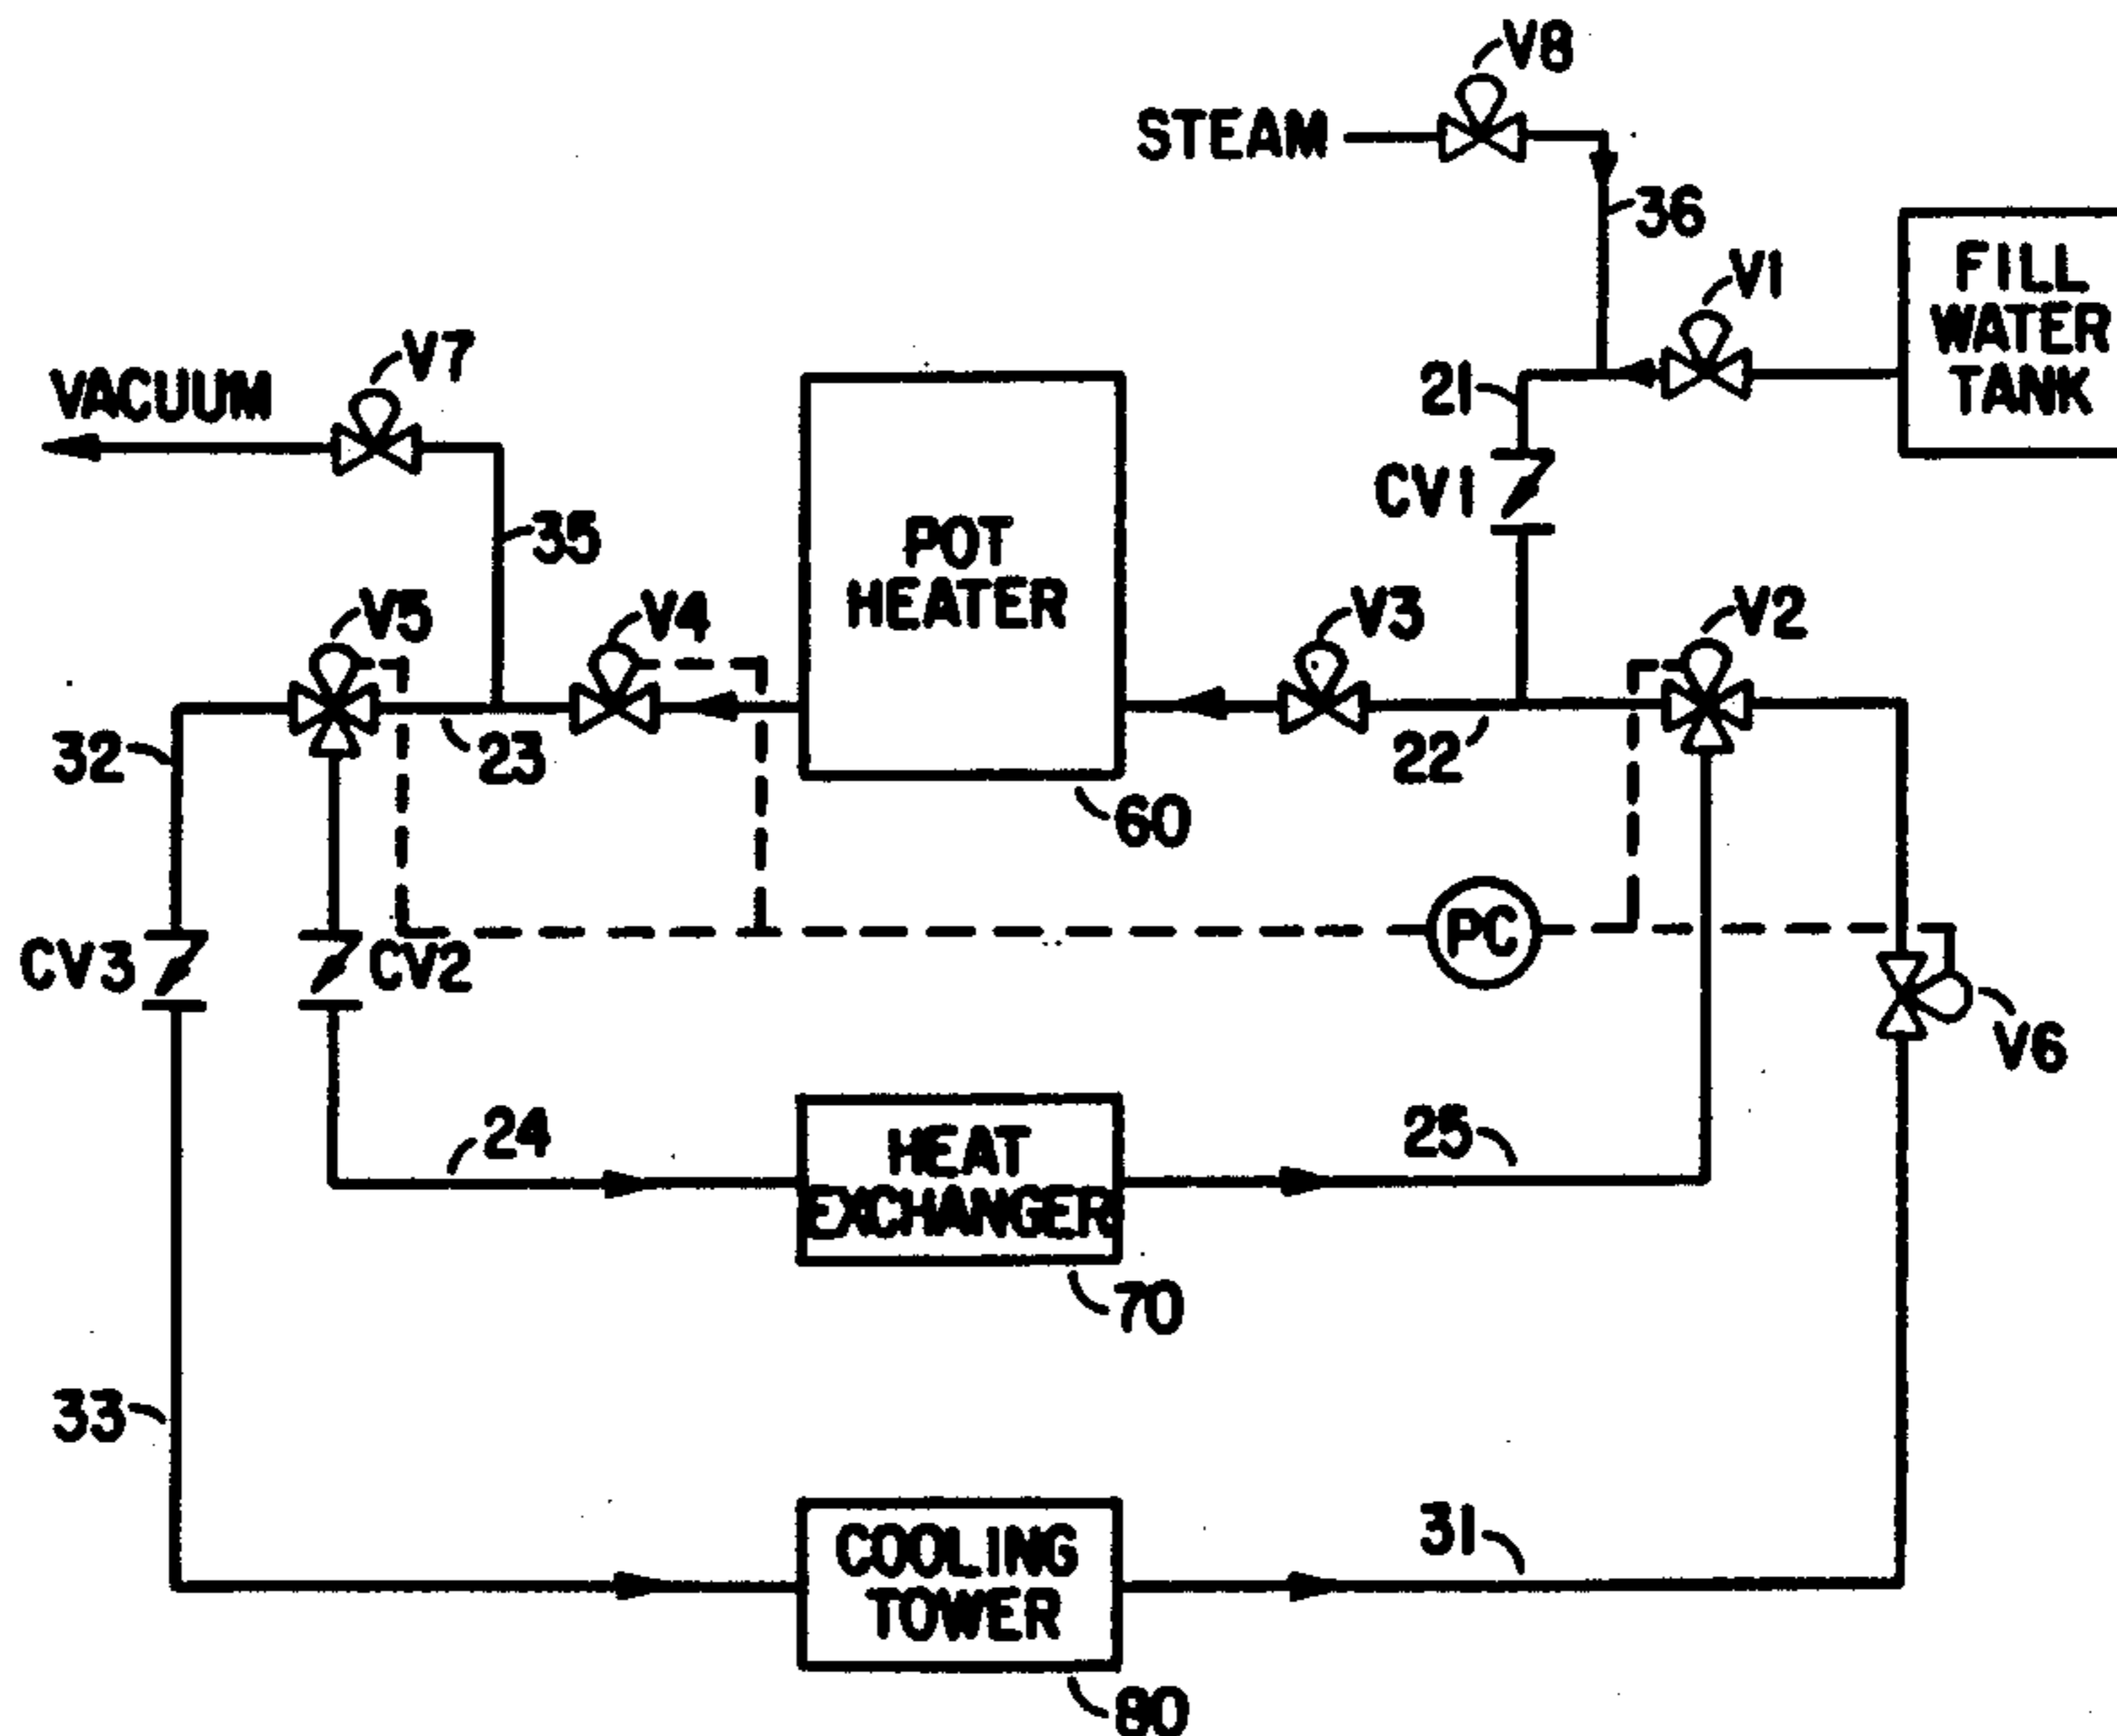 V8
STEAM
36
FILL
WATER
TANK
V1
V7
VACUUM
21
CV1
35
POT
HEATER
V5
V4
V3
V2
32
23
22
60
PC
CV3
CV2
V6
24
HEAT
EXCHANGER
25
70
33
COOLING
TOWER
31
80